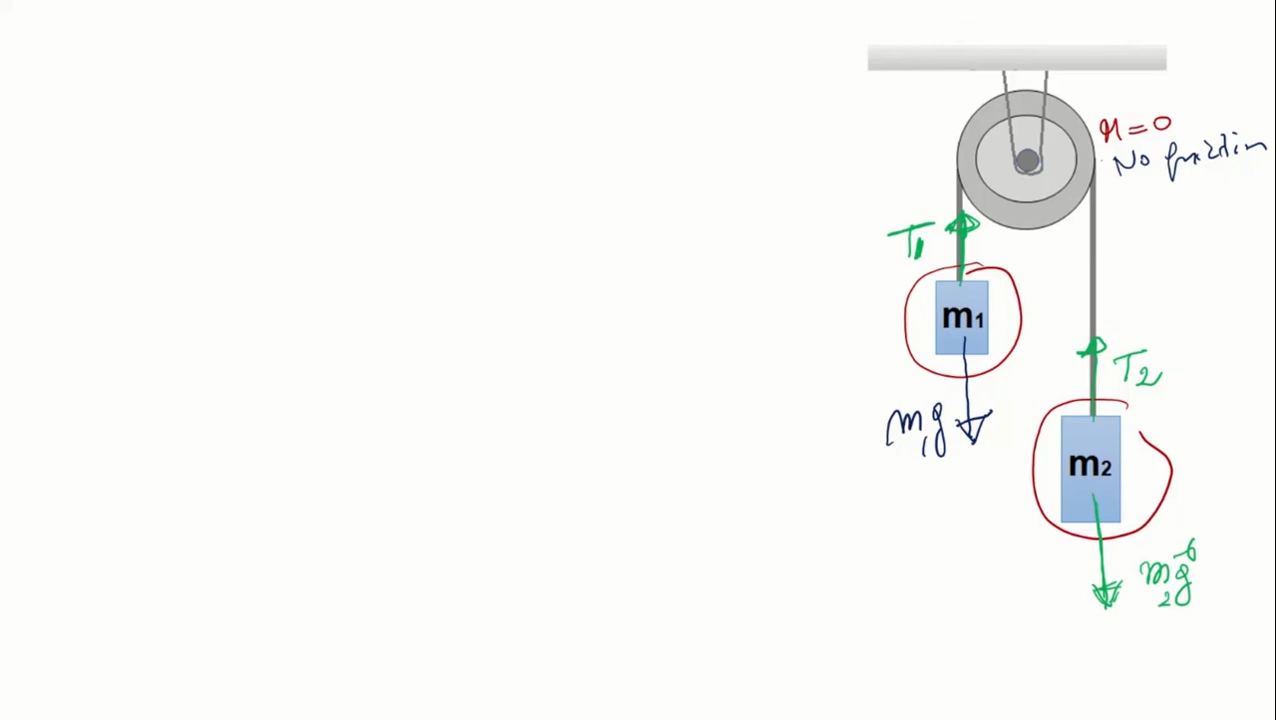 μ=0
No friction
T1
m1
m1g
T2
m2
m2g